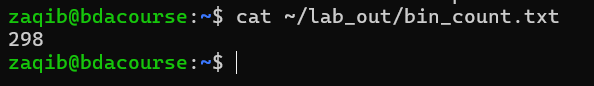 zaqib@bdacourse:~$ cat ~/lab_out/bin_count.txt
298
zaqib@bdacourse:~$